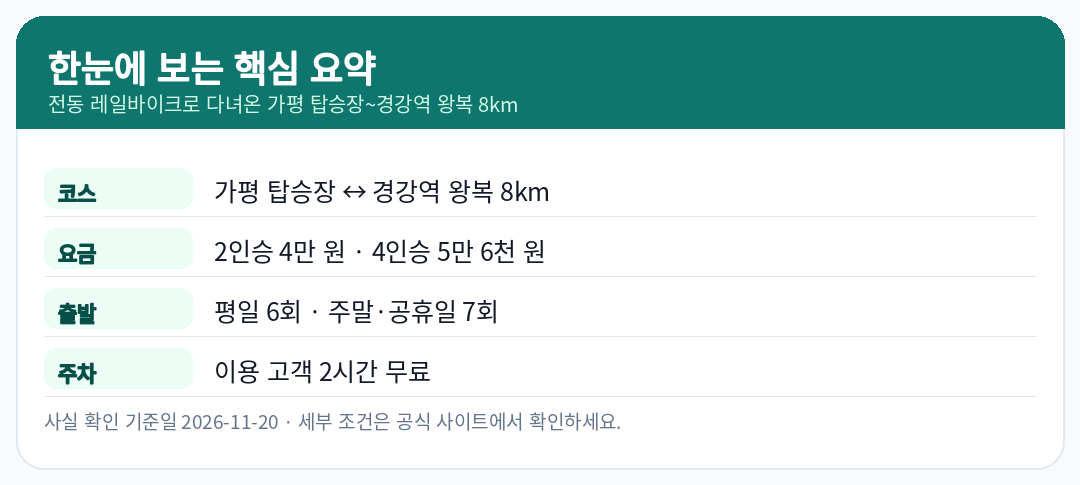 한눈에 보는 핵심 요약
전동 레일바이크로 다녀온 가평 탑승장~경강역 왕복 8km
코스
가평 탑승장 ↔ 경강역 왕복 8km
요금
2인승 4만 원 · 4인승 5만 6천 원
출발
평일 6회 · 주말·공휴일 7회
주차
이용 고객 2시간 무료
사실 확인 기준일 2026-11-20 · 세부 조건은 공식 사이트에서 확인하세요.